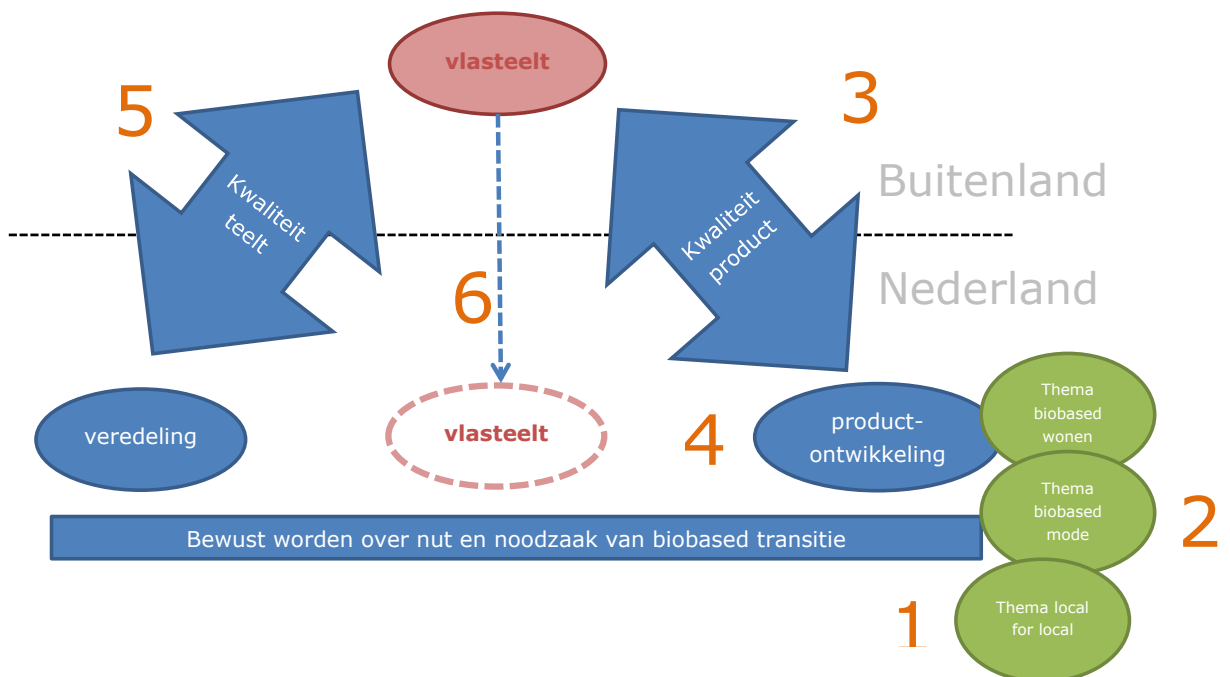 vlasteelt
5
3
Kwaliteit
teelt
Kwaliteit
product
Buitenland
Nederland
6
veredeling
vlasteelt
4
product-
ontwikkeling
Thema
biobased
wonen
Thema
biobased
mode
2
Bewust worden over nut en noodzaak van biobased transitie
1
Thema local
for local